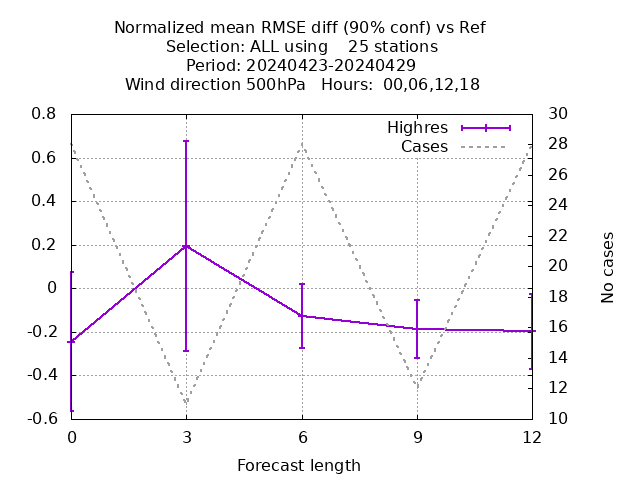 Normalized mean RMSE diff (90% conf) vs Ref
Selection: ALL using    25 stations
Period: 20240423-20240429
Wind direction 500hPa   Hours:  00,06,12,18
Highres
Cases
0.8
0.6
0.4
0.2
0
-0.2
-0.4
-0.6
30
28
26
24
22
20
18
16
14
12
10
No cases
0 3 6 9 12
Forecast length